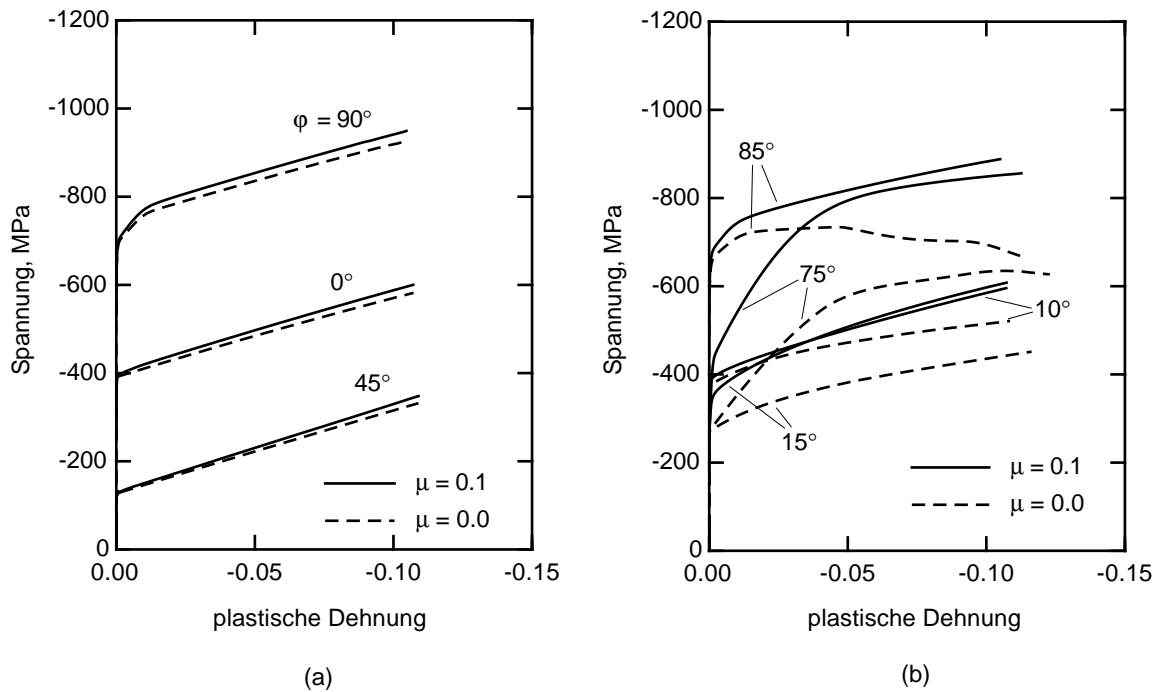 -1200
-1000
-800
-600
-400
-200
0
Spannung, MPa
φ = 90°
0°
45°
μ = 0.1
μ = 0.0
0.00
-0.05
-0.10
-0.15
plastische Dehnung
(a)
-1200
-1000
-800
-600
-400
-200
0
Spannung, MPa
85°
75°
10°
15°
μ = 0.1
μ = 0.0
0.00
-0.05
-0.10
-0.15
plastische Dehnung
(b)